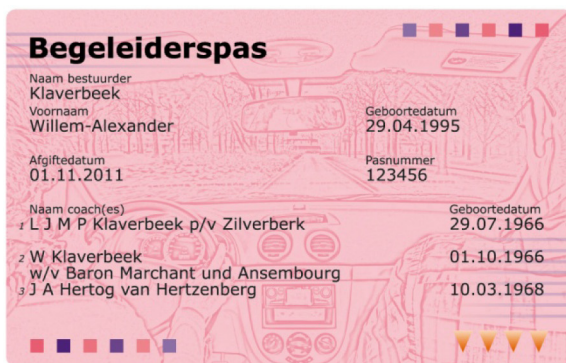 Begeleiderspas
Naam bestuurder
Klaverbeek
Voornaam Geboortedatum
Willem-Alexander 29.04.1995
Afgiftedatum Pasnummer
01.11.2011 123456
Naam coach(es) Geboortedatum
1 L J M P Klaverbeek p/v Zilverberk 29.07.1966
2 W Klaverbeek 01.10.1966
w/v Baron Marchant und Ansembourg
3 J A Hertog van Hertzenberg 10.03.1968